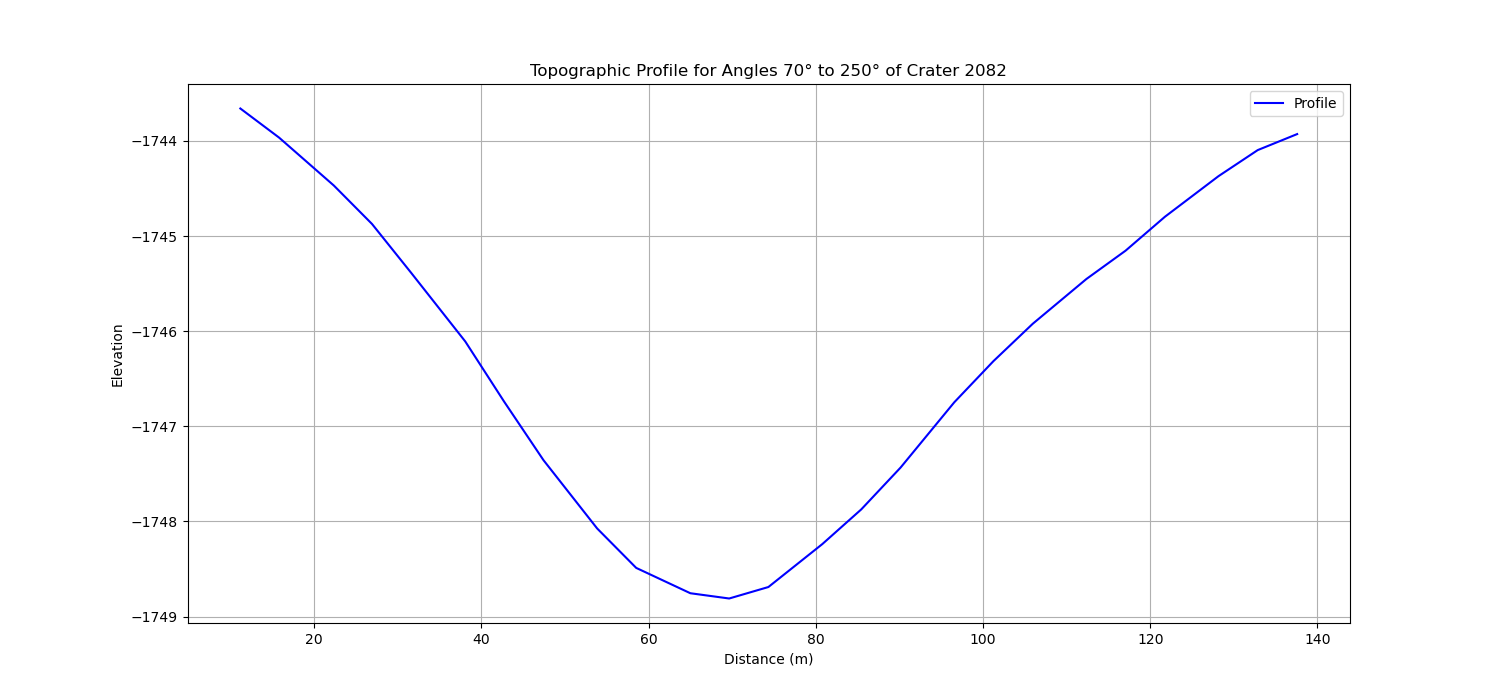 Topographic Profile for Angles 70° to 250° of Crater 2082
Profile
−1744
−1745
−1746
−1747
−1748
−1749
Elevation
20 40 60 80 100 120 140
Distance (m)